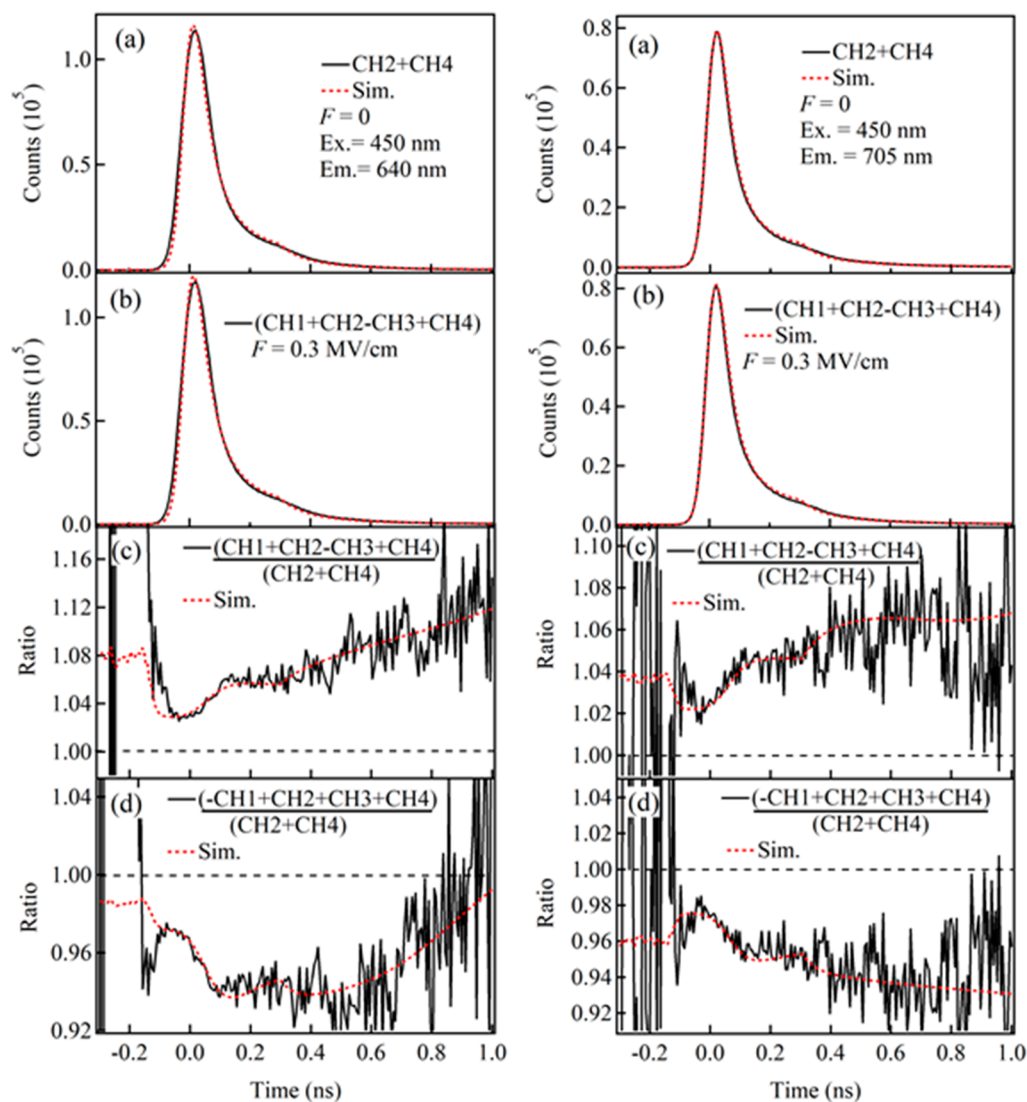 (a)
CH2+CH4
Sim.
F = 0
Ex.= 450 nm
Em.= 640 nm
Counts (10^5)
1.0
0.5
0.0
(b)
(CH1+CH2-CH3+CH4)
F = 0.3 MV/cm
Counts (10^5)
1.0
0.5
0.0
(c)
(CH1+CH2-CH3+CH4)
(CH2+CH4)
Sim.
Ratio
1.16
1.12
1.08
1.04
1.00
(d)
(-CH1+CH2+CH3+CH4)
(CH2+CH4)
Sim.
Ratio
1.04
1.00
0.96
0.92
-0.2 0.0 0.2 0.4 0.6 0.8 1.0
Time (ns)
(a)
CH2+CH4
Sim.
F = 0
Ex. = 450 nm
Em. = 705 nm
Counts (10^5)
0.8
0.6
0.4
0.2
0.0
(b)
(CH1+CH2-CH3+CH4)
Sim.
F = 0.3 MV/cm
Counts (10^5)
0.8
0.6
0.4
0.2
0.0
(c)
(CH1+CH2-CH3+CH4)
(CH2+CH4)
Sim.
Ratio
1.10
1.08
1.06
1.04
1.02
1.00
(d)
(-CH1+CH2+CH3+CH4)
(CH2+CH4)
Sim.
Ratio
1.04
1.02
1.00
0.98
0.96
0.94
0.92
-0.2 0.0 0.2 0.4 0.6 0.8 1.0
Time (ns)